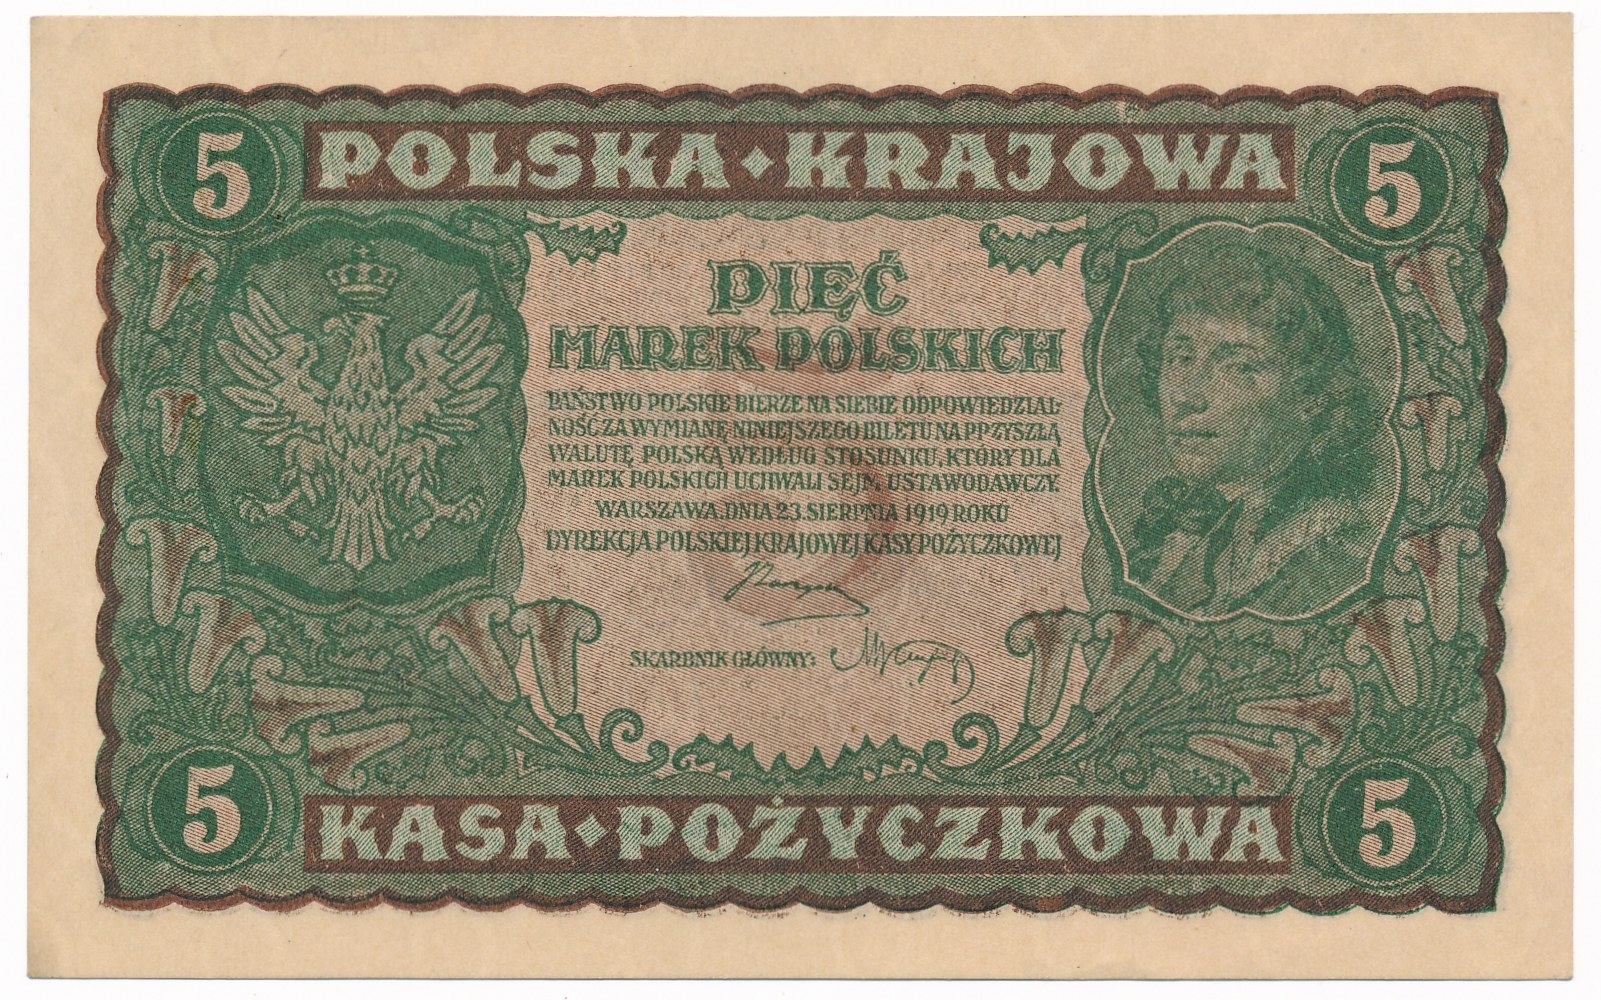 5 POLSKA·KRAJOWA 5
PIĘĆ
MAREK POLSKICH
PAŃSTWO POLSKIE BIERZE NA SIEBIE ODPOWIEDZIAL-
NOŚĆ ZA WYMIANĘ NINIEJSZEGO BILETU NA PRZYSZŁĄ
WALUTĘ POLSKĄ WEDŁUG STOSUNKU, KTÓRY DLA
MAREK POLSKICH UCHWALI SEJM USTAWODAWCZY.
WARSZAWA, DNIA 23. SIERPNIA 1919 ROKU
DYREKCJA POLSKIEJ KRAJOWEJ KASY POŻYCZKOWEJ
SKARBNIK GŁÓWNY:
5 KASA·POŻYCZKOWA 5